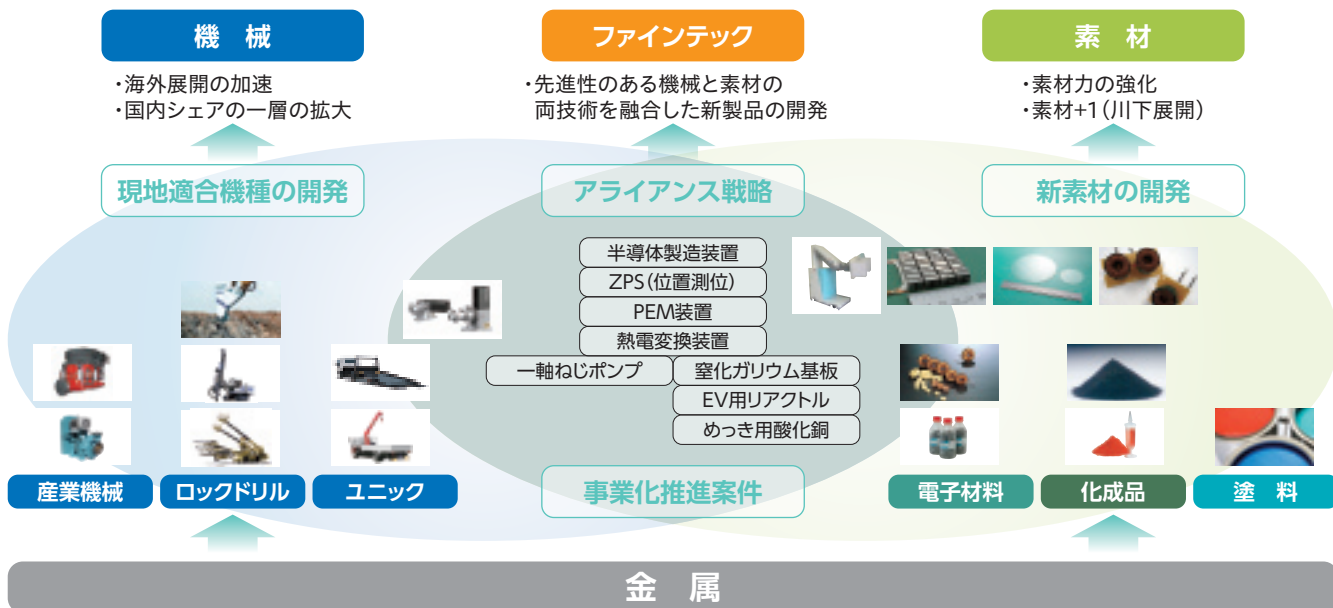 機 械
ファインテック
素 材
・海外展開の加速
・国内シェアの一層の拡大
・先進性のある機械と素材の
両技術を融合した新製品の開発
・素材力の強化
・素材+1（川下展開）
現地適合機種の開発
アライアンス戦略
新素材の開発
半導体製造装置
ZPS（位置測位）
PEM装置
熱電変換装置
一軸ねじポンプ
窒化ガリウム基板
EV用リアクトル
めっき用酸化銅
産業機械
ロックドリル
ユニック
事業化推進案件
電子材料
化成品
塗 料
金 属